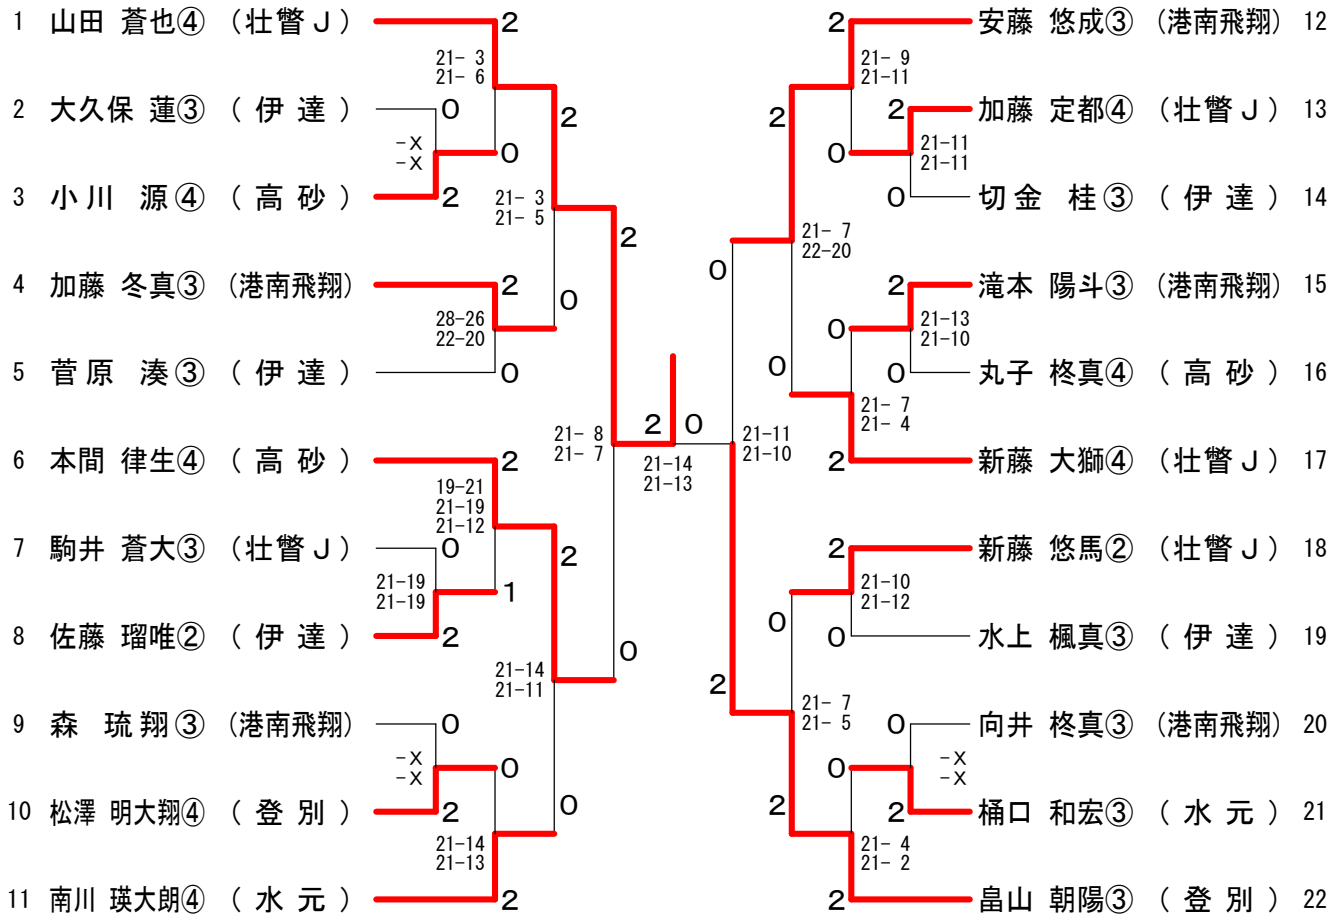 1 山田 蒼也④ （壮瞥Ｊ） 2
21- 3
21- 6
2 大久保 蓮③ （ 伊 達 ） 0
2
-X
-X
0
3 小川 源④ （ 高 砂 ） 2
21- 3
21- 5
2
4 加藤 冬真③ （港南飛翔） 2
0
28-26
22-20
5 菅原 湊③ （ 伊 達 ） 0
21- 8
21- 7
6 本間 律生④ （ 高 砂 ） 2
19-21
21-19
21-12
7 駒井 蒼大③ （壮瞥Ｊ） 0
2
21-19
21-19
1
8 佐藤 瑠唯② （ 伊 達 ） 2
0
21-14
21-11
9 森 琉翔③ （港南飛翔） 0
-X
-X
0
10 松澤 明大翔④ （ 登 別 ） 2
0
21-14
21-13
11 南川 瑛大朗④ （ 水 元 ） 2
2 0
21-14
21-13
2 安藤 悠成③ （港南飛翔） 12
21- 9
21-11
2
2 加藤 定都④ （壮瞥Ｊ） 13
0
21-11
21-11
0 切金 桂③ （ 伊 達 ） 14
21- 7
22-20
0
2 滝本 陽斗③ （港南飛翔） 15
0
21-13
21-10
0
0 丸子 柊真④ （ 高 砂 ） 16
21- 7
21- 4
21-11
21-10
2 新藤 大獅④ （壮瞥Ｊ） 17
2 新藤 悠馬② （壮瞥Ｊ） 18
21-10
21-12
0
0 水上 楓真③ （ 伊 達 ） 19
2
21- 7
21- 5
0 向井 柊真③ （港南飛翔） 20
-X
-X
0
2
2 桶口 和宏③ （ 水 元 ） 21
21- 4
21- 2
2 畠山 朝陽③ （ 登 別 ） 22